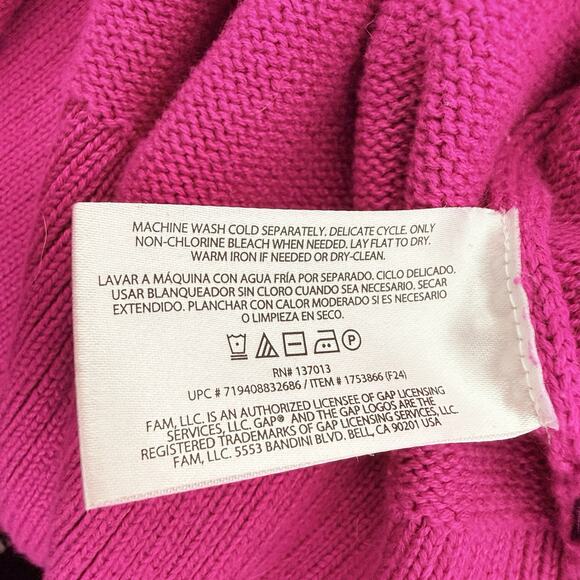 MACHINE WASH COLD SEPARATELY. DELICATE CYCLE. ONLY
NON-CHLORINE BLEACH WHEN NEEDED. LAY FLAT TO DRY.
WARM IRON IF NEEDED OR DRY-CLEAN.
LAVAR A MÁQUINA CON AGUA FRÍA POR SEPARADO. CICLO DELICADO.
USAR BLANQUEADOR SIN CLORO CUANDO SEA NECESARIO, SECAR
EXTENDIDO. PLANCHAR CON CALOR MODERADO SI ES NECESARIO
O LIMPIEZA EN SECO.
P
RN# 137013
UPC # 719408832686 / ITEM # 1753866 (F24)
FAM, LLC. IS AN AUTHORIZED LICENSEE OF GAP LICENSING
SERVICES, LLC. GAP® AND THE GAP LOGOS ARE THE
REGISTERED TRADEMARKS OF GAP LICENSING SERVICES, LLC.
FAM, LLC. 5553 BANDINI BLVD. BELL, CA 90201 USA